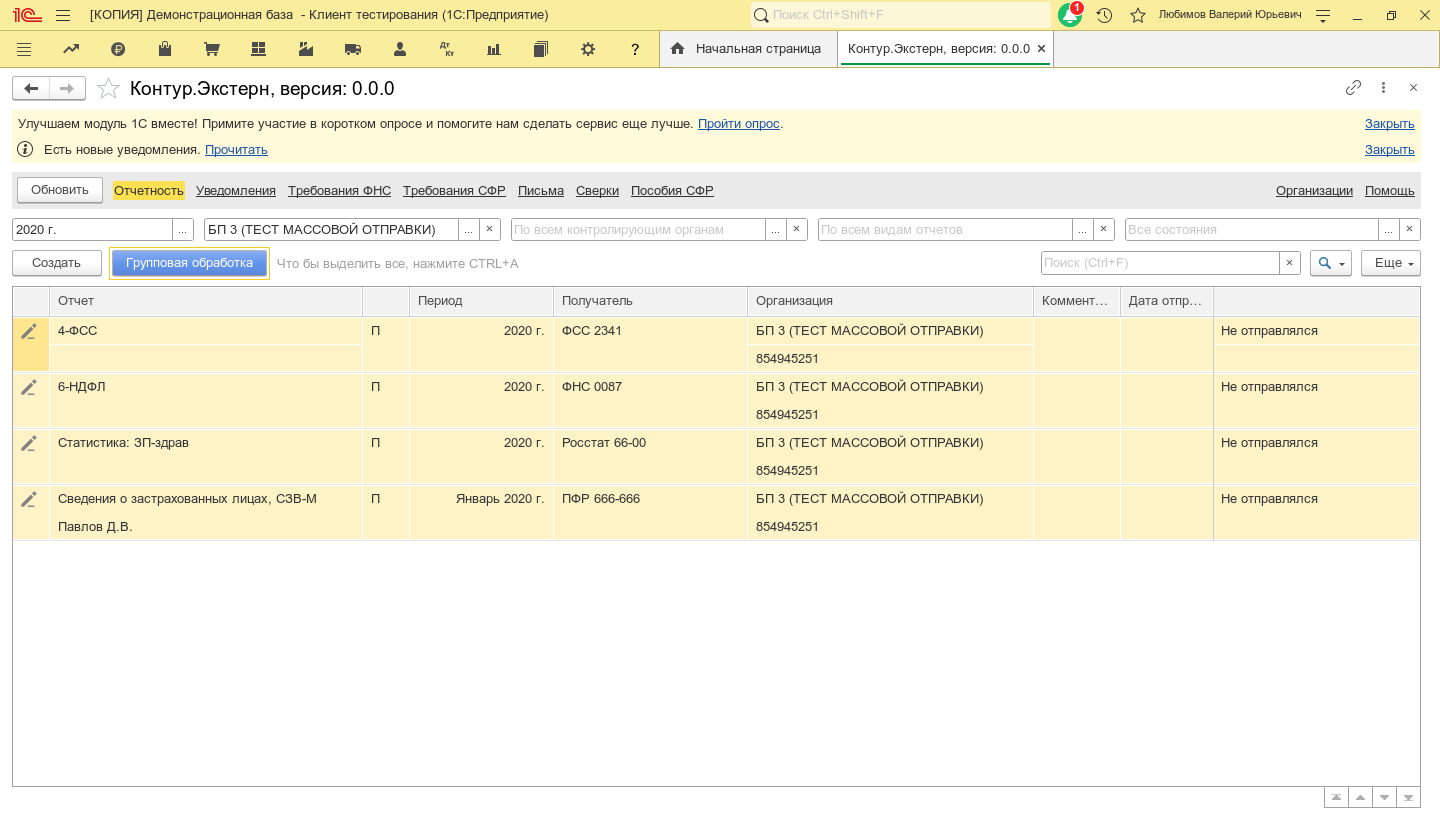 [КОПИЯ] Демонстрационная база - Клиент тестирования (1С:Предприятие) Поиск Ctrl+Shift+F 1 Любимов Валерий Юрьевич
₽ Дт Кт ? Начальная страница Контур.Экстерн, версия: 0.0.0
Контур.Экстерн, версия: 0.0.0
Улучшаем модуль 1С вместе! Примите участие в коротком опросе и помогите нам сделать сервис еще лучше. Пройти опрос. Закрыть
Есть новые уведомления. Прочитать Закрыть
Обновить Отчетность Уведомления Требования ФНС Требования СФР Письма Сверки Пособия СФР Организации Помощь
2020 г. ... БП 3 (ТЕСТ МАССОВОЙ ОТПРАВКИ) ... × По всем контролирующим органам ... × По всем видам отчетов ... × Все состояния ... ×
Создать Групповая обработка Что бы выделить все, нажмите CTRL+A Поиск (Ctrl+F) × Еще
Отчет Период Получатель Организация Коммент… Дата отпр…
4-ФСС П 2020 г. ФСС 2341 БП 3 (ТЕСТ МАССОВОЙ ОТПРАВКИ) Не отправлялся
854945251
6-НДФЛ П 2020 г. ФНС 0087 БП 3 (ТЕСТ МАССОВОЙ ОТПРАВКИ) Не отправлялся
854945251
Статистика: ЗП-здрав П 2020 г. Росстат 66-00 БП 3 (ТЕСТ МАССОВОЙ ОТПРАВКИ) Не отправлялся
854945251
Сведения о застрахованных лицах, СЗВ-М П Январь 2020 г. ПФР 666-666 БП 3 (ТЕСТ МАССОВОЙ ОТПРАВКИ) Не отправлялся
Павлов Д.В. 854945251